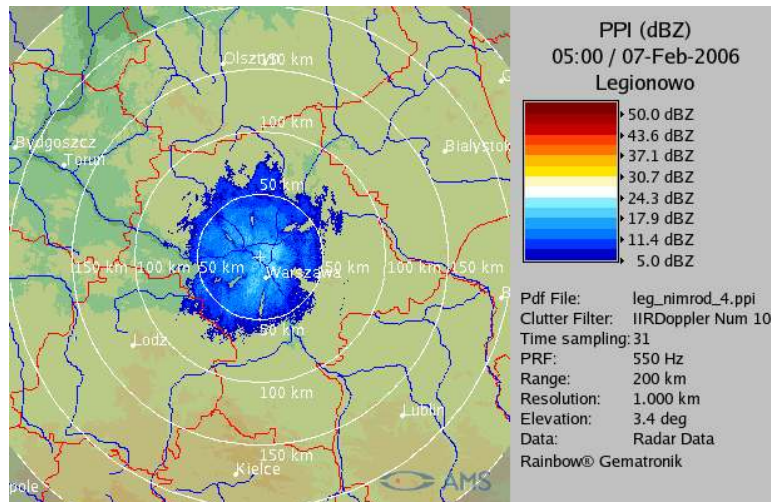 Olsztyn
150 km
Bydgoszcz
Torun
100 km
Bialystok
50 km
150 km
100 km
50 km
Warszawa
50 km
100 km
150 km
50 km
Lodz
100 km
Lublin
150 km
Kielce
pole
AMS
PPI (dBZ)
05:00 / 07-Feb-2006
Legionowo
50.0 dBZ
43.6 dBZ
37.1 dBZ
30.7 dBZ
24.3 dBZ
17.9 dBZ
11.4 dBZ
5.0 dBZ
Pdf File: leg_nimrod_4.ppi
Clutter Filter: IIRDoppler Num 10
Time sampling: 31
PRF: 550 Hz
Range: 200 km
Resolution: 1.000 km
Elevation: 3.4 deg
Data: Radar Data
Rainbow® Gematronik